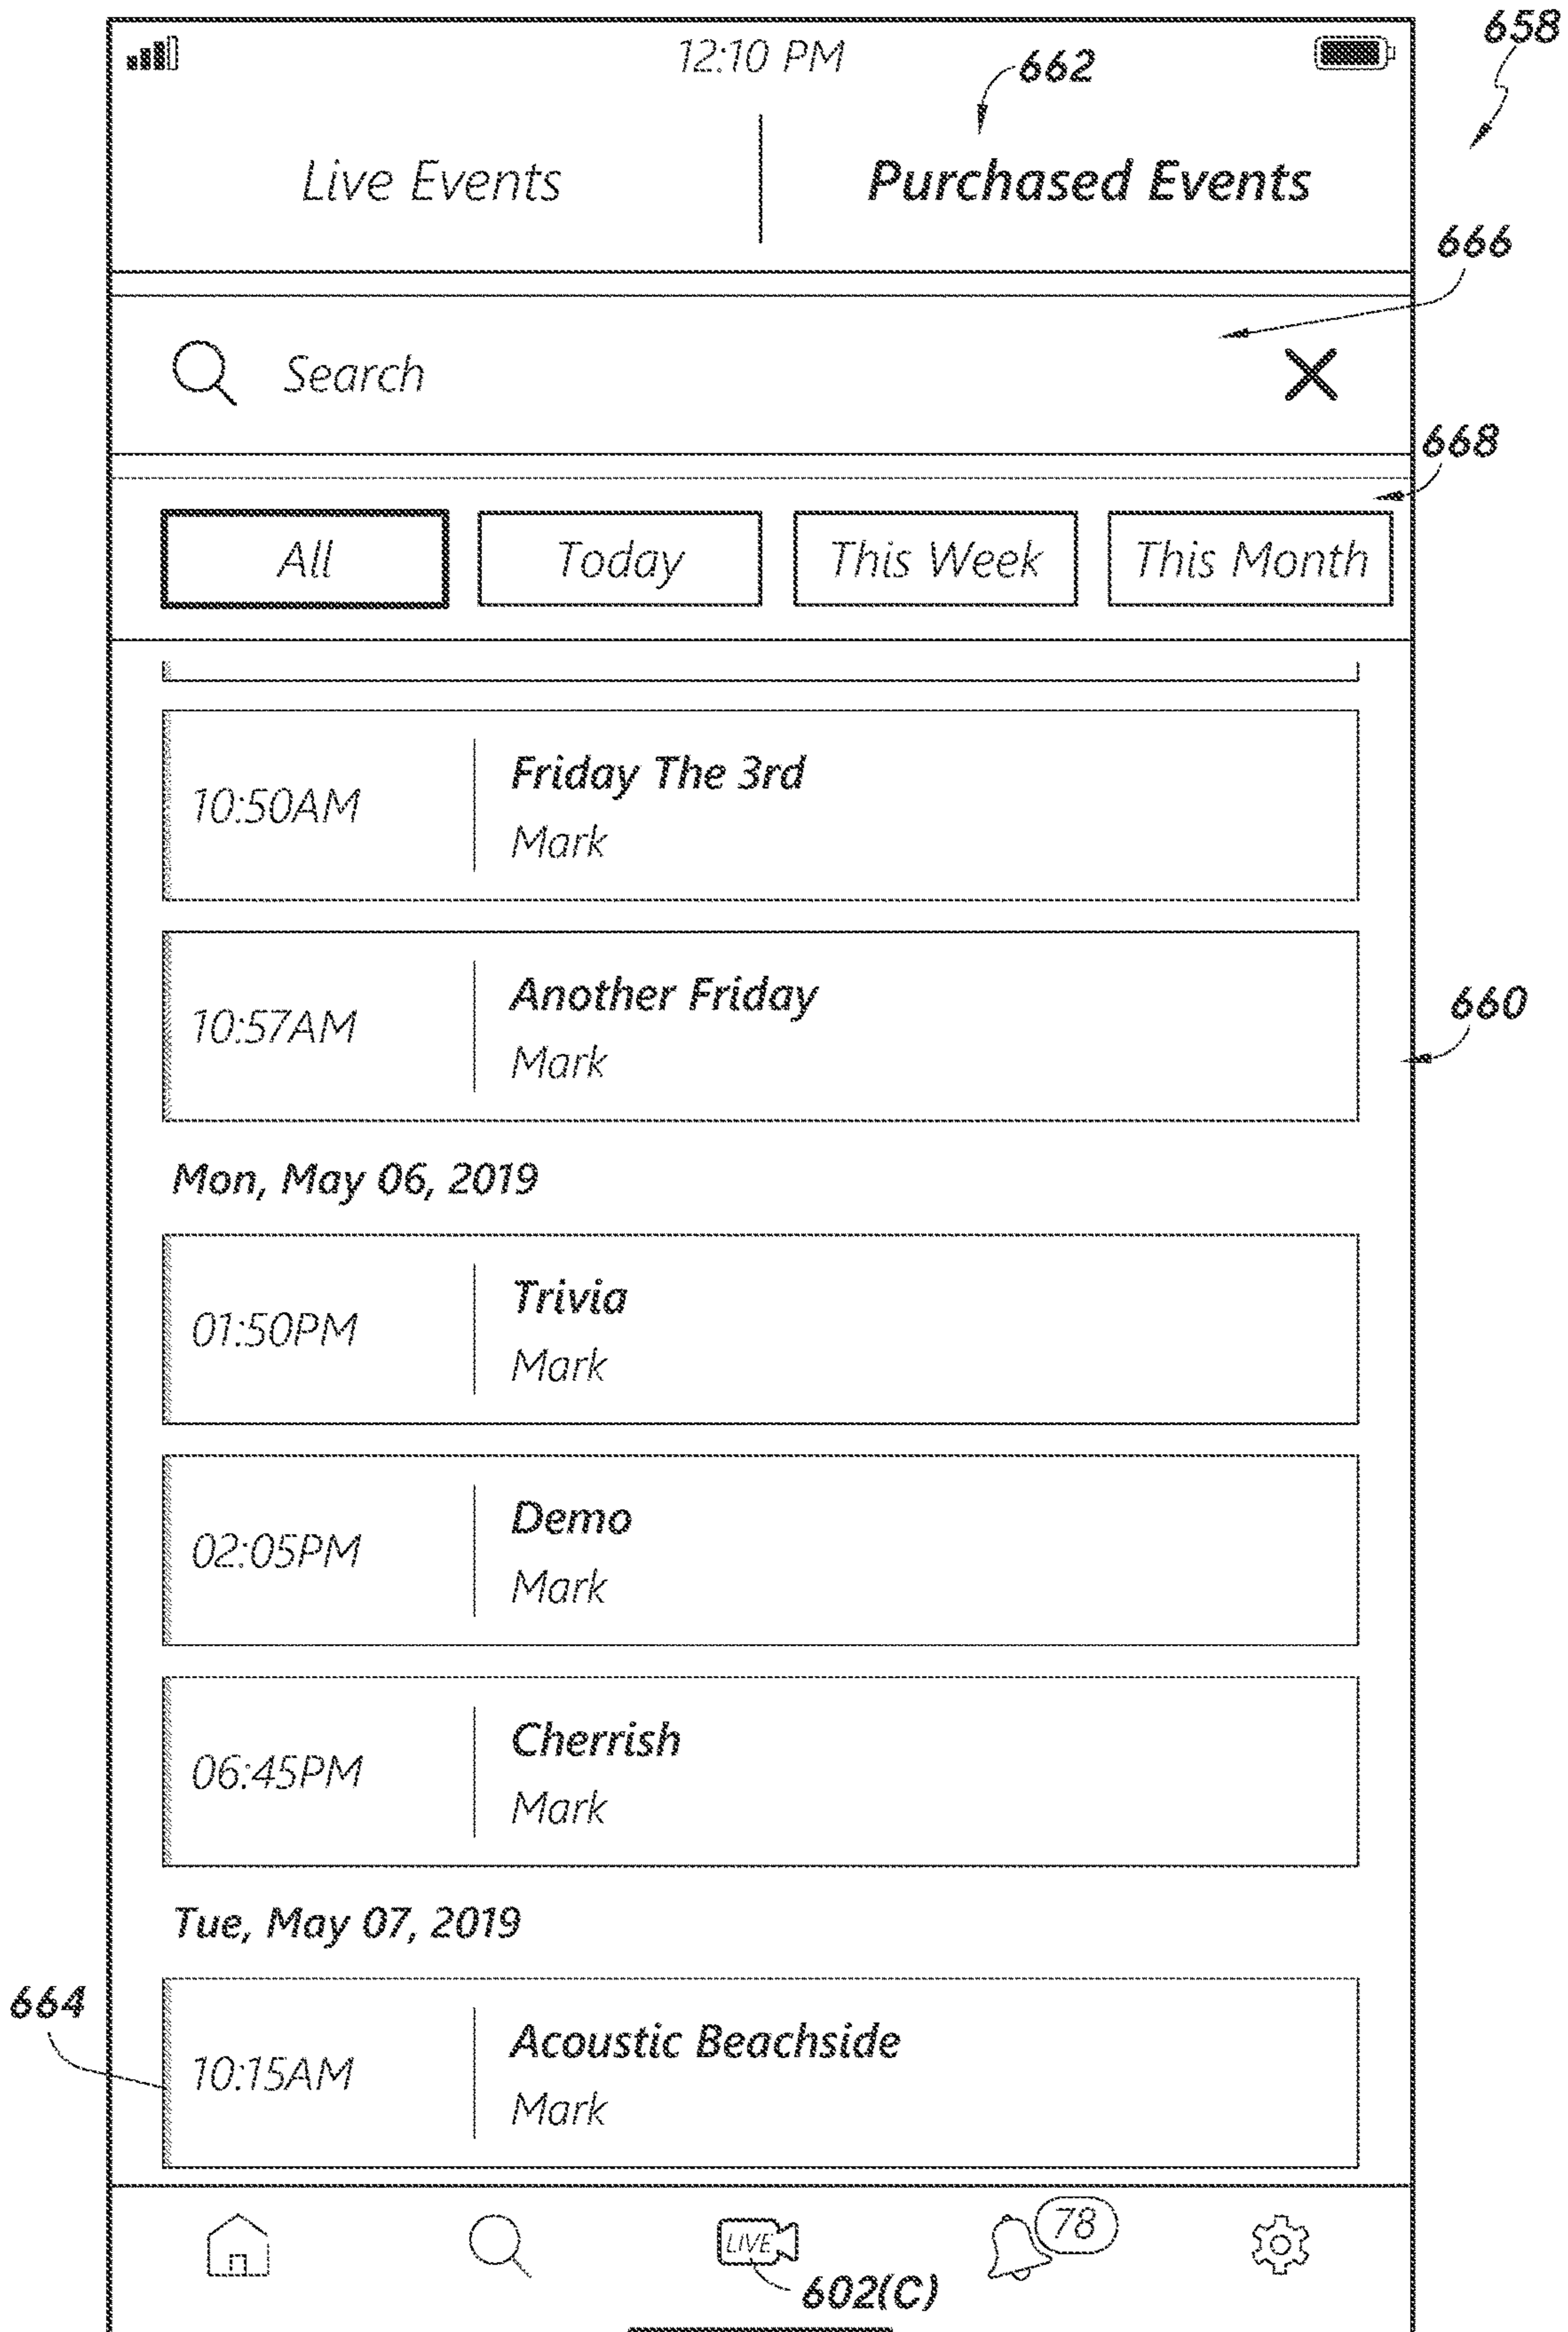 658
12:10 PM
662
Live Events
Purchased Events
666
Search
668
All
Today
This Week
This Month
10:50AM
Friday The 3rd
Mark
10:57AM
Another Friday
Mark
660
Mon, May 06, 2019
01:50PM
Trivia
Mark
02:05PM
Demo
Mark
06:45PM
Cherrish
Mark
Tue, May 07, 2019
664
10:15AM
Acoustic Beachside
Mark
LIVE
78
602(C)